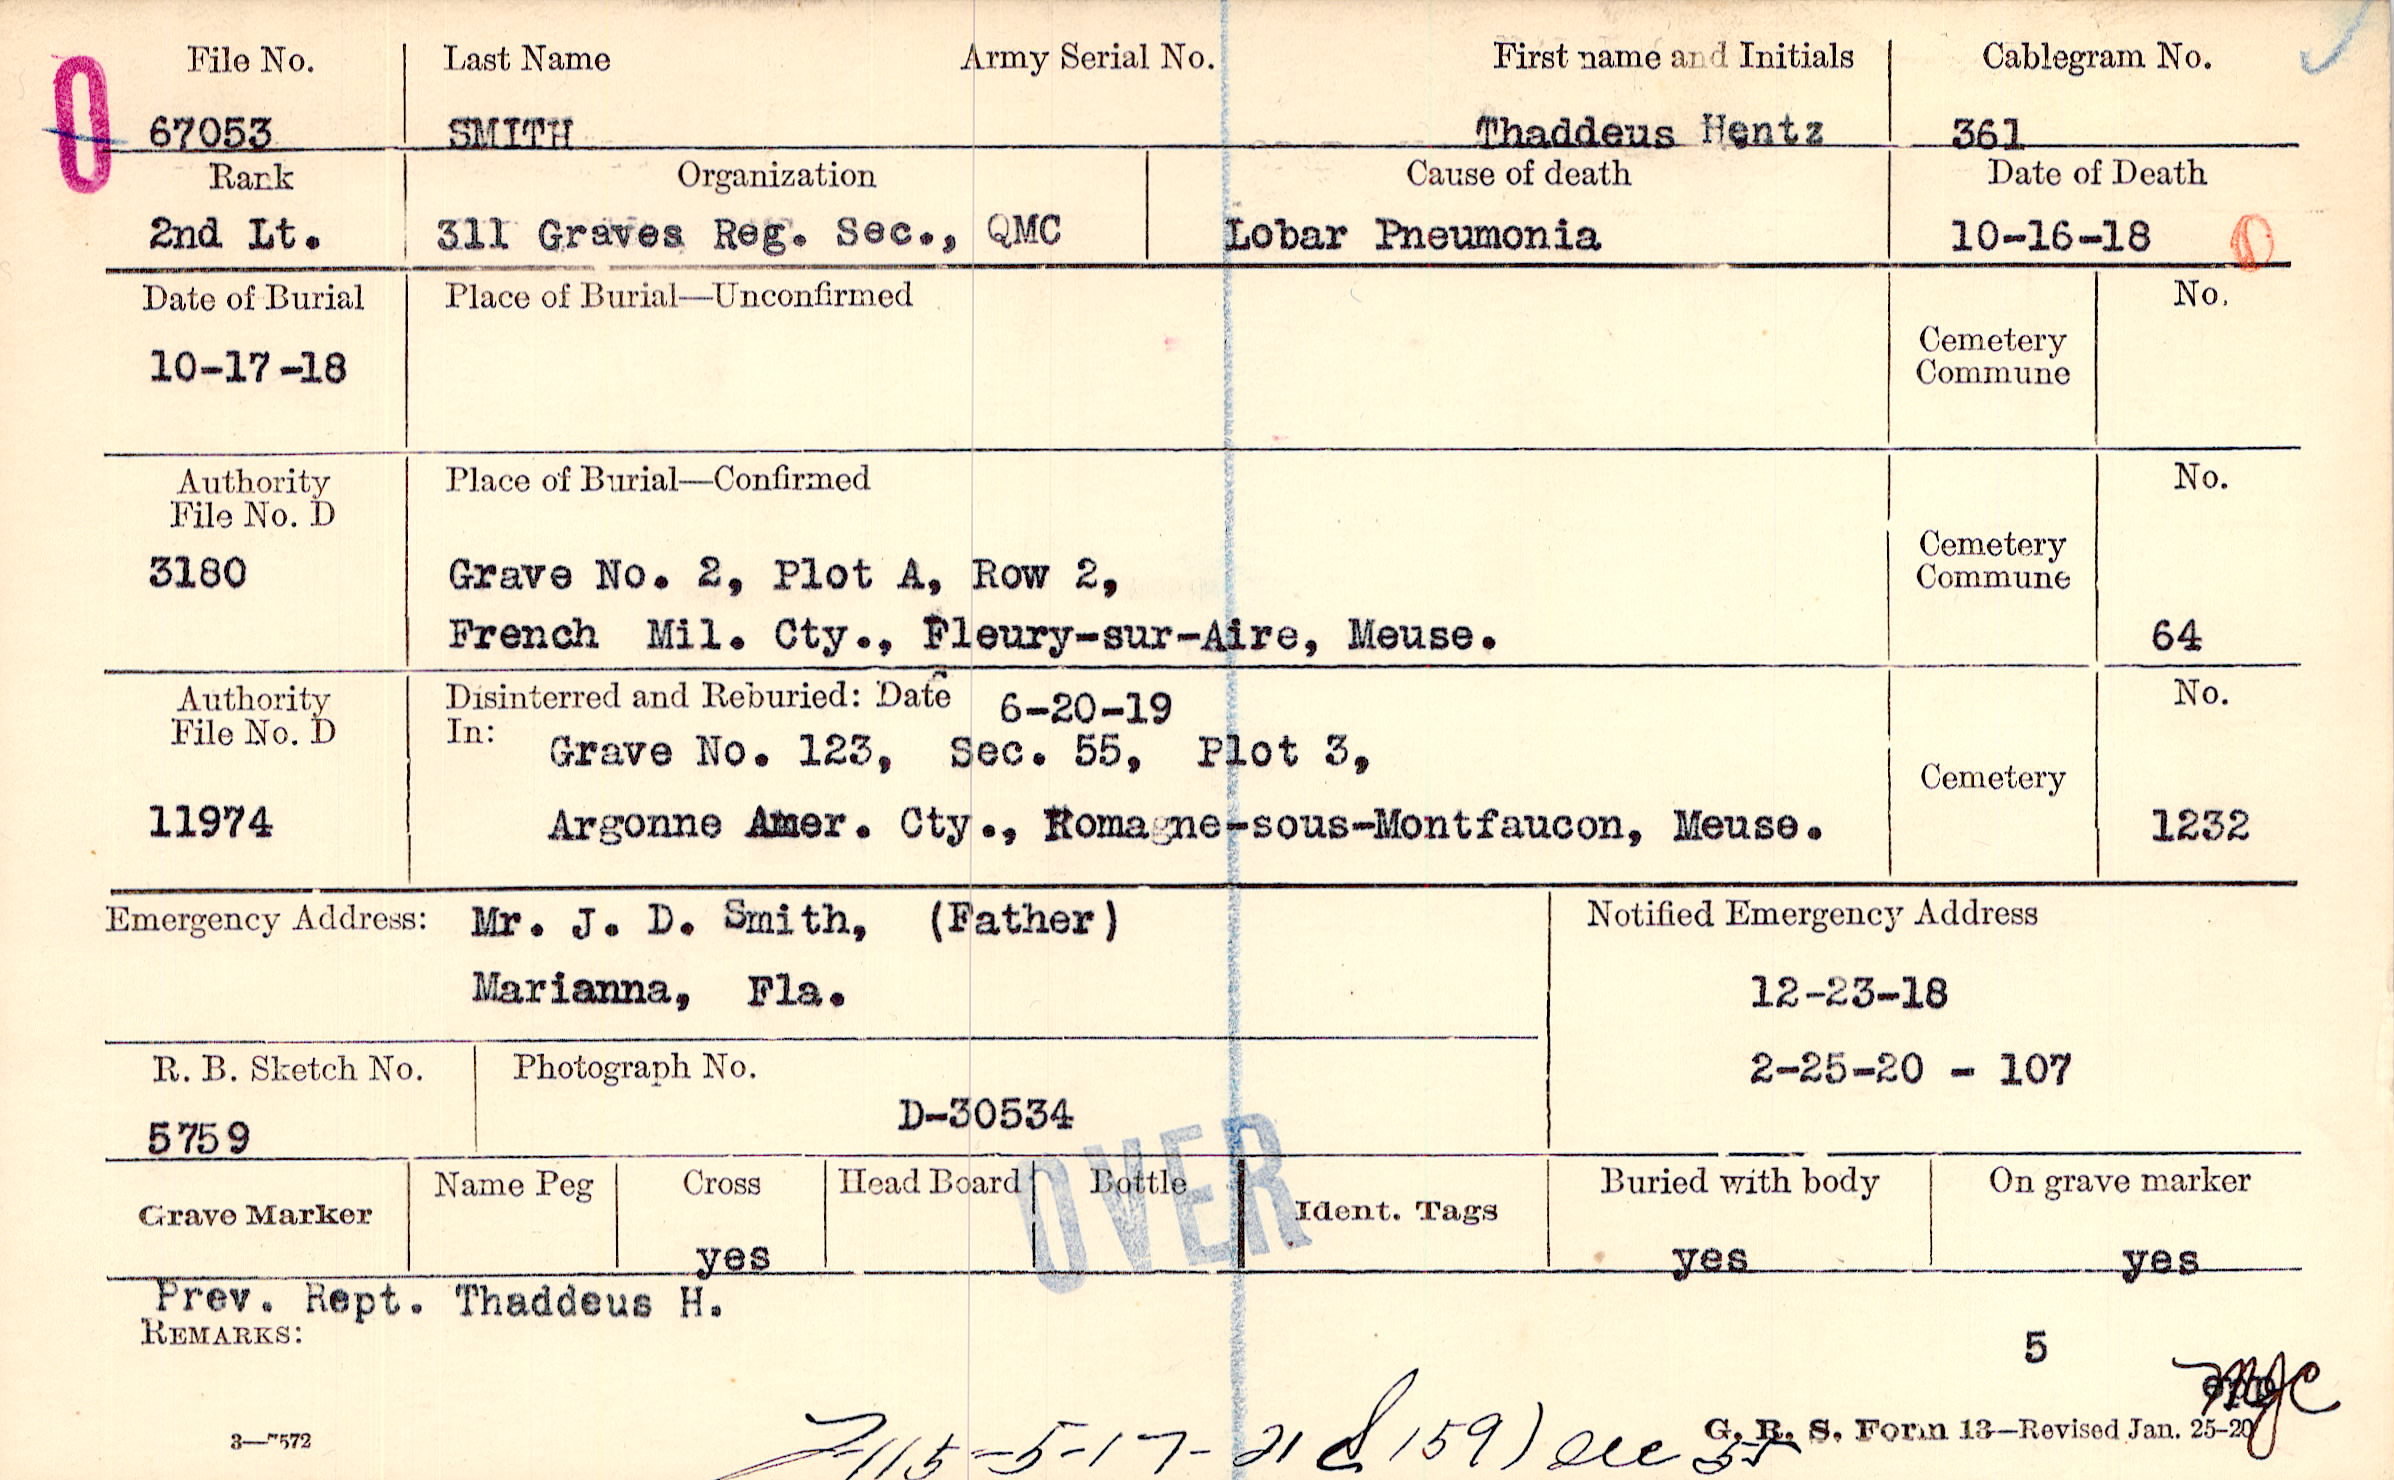 File No. Last Name Army Serial No. First name and Initials Cablegram No.
67053 SMITH Thaddeus Hentz 361
Rank Organization Cause of death Date of Death
2nd Lt. 311 Graves Reg. Sec., QMC Lobar Pneumonia 10-16-18
Date of Burial Place of Burial—Unconfirmed No.
10-17-18
Cemetery
Commune
Authority Place of Burial—Confirmed No.
File No. D
3180 Grave No. 2, Plot A, Row 2,
Cemetery
Commune
French Mil. Cty., Fleury-sur-Aire, Meuse. 64
Authority Disinterred and Reburied: Date 6-20-19 No.
File No. D In:
Grave No. 123, Sec. 55, Plot 3,
Cemetery
11974 Argonne Amer. Cty., Romagne-sous-Montfaucon, Meuse. 1232
Emergency Address: Mr. J. D. Smith, (Father) Notified Emergency Address
Marianna, Fla. 12-23-18
2-25-20 - 107
R. B. Sketch No. Photograph No.
5759 D-30534
OVER
Grave Marker Name Peg Cross Head Board Bottle Ident. Tags Buried with body On grave marker
yes yes yes
Prev. Rept. Thaddeus H.
REMARKS:
5
G. R. S. Form 13—Revised Jan. 25-20
3—7572
115-5-17-21 159) Dec 55